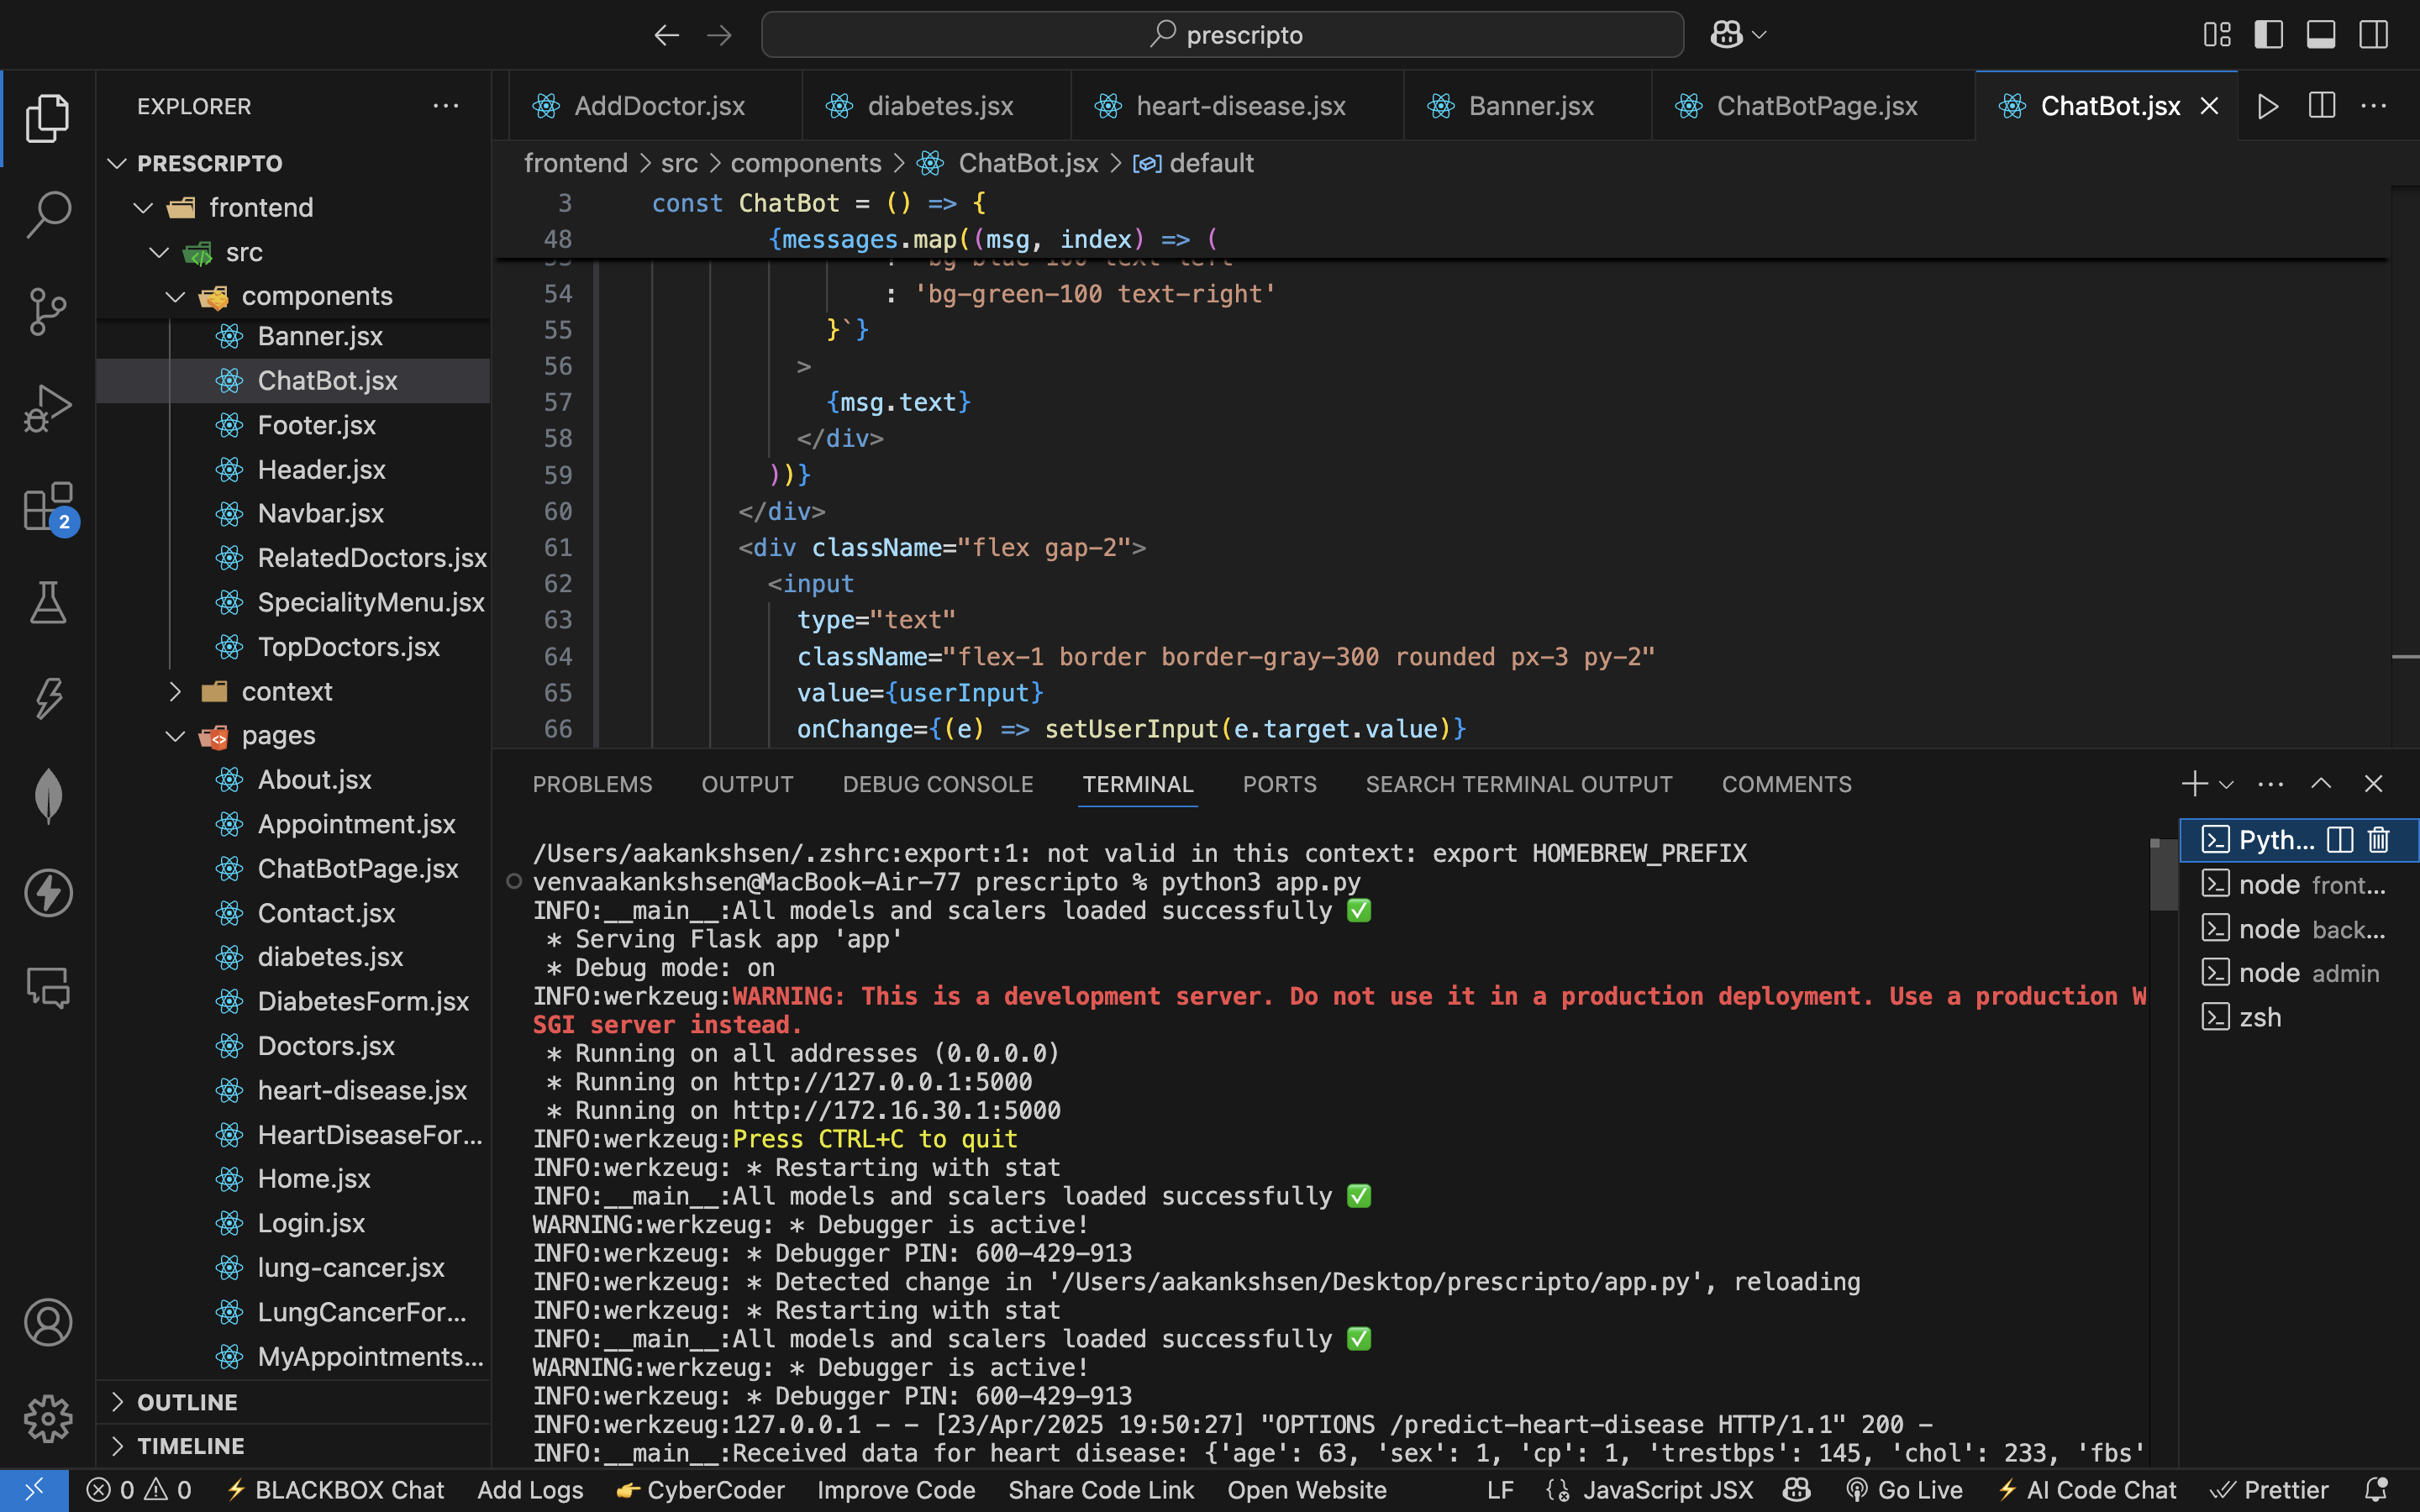 prescripto
EXPLORER
PRESCRIPTO
frontend
src
components
Banner.jsx
ChatBot.jsx
Footer.jsx
Header.jsx
Navbar.jsx
RelatedDoctors.jsx
SpecialityMenu.jsx
TopDoctors.jsx
context
pages
About.jsx
Appointment.jsx
ChatBotPage.jsx
Contact.jsx
diabetes.jsx
DiabetesForm.jsx
Doctors.jsx
heart-disease.jsx
HeartDiseaseFor...
Home.jsx
Login.jsx
lung-cancer.jsx
LungCancerFor...
MyAppointments...
OUTLINE
TIMELINE
2
AddDoctor.jsx diabetes.jsx heart-disease.jsx Banner.jsx ChatBotPage.jsx ChatBot.jsx
frontend > src > components > ChatBot.jsx > default
3 const ChatBot = () => {
48 {messages.map((msg, index) => (
54 : 'bg-green-100 text-right'
55 }`}
56 >
57 {msg.text}
58 </div>
59 ))}
60 </div>
61 <div className="flex gap-2">
62 <input
63 type="text"
64 className="flex-1 border border-gray-300 rounded px-3 py-2"
65 value={userInput}
66 onChange={(e) => setUserInput(e.target.value)}
PROBLEMS OUTPUT DEBUG CONSOLE TERMINAL PORTS SEARCH TERMINAL OUTPUT COMMENTS
/Users/aakankshsen/.zshrc:export:1: not valid in this context: export HOMEBREW_PREFIX
venvaakankshsen@MacBook-Air-77 prescripto % python3 app.py
INFO:__main__:All models and scalers loaded successfully ✅
* Serving Flask app 'app'
* Debug mode: on
INFO:werkzeug:WARNING: This is a development server. Do not use it in a production deployment. Use a production W
SGI server instead.
* Running on all addresses (0.0.0.0)
* Running on http://127.0.0.1:5000
* Running on http://172.16.30.1:5000
INFO:werkzeug:Press CTRL+C to quit
INFO:werkzeug: * Restarting with stat
INFO:__main__:All models and scalers loaded successfully ✅
WARNING:werkzeug: * Debugger is active!
INFO:werkzeug: * Debugger PIN: 600-429-913
INFO:werkzeug: * Detected change in '/Users/aakankshsen/Desktop/prescripto/app.py', reloading
INFO:werkzeug: * Restarting with stat
INFO:__main__:All models and scalers loaded successfully ✅
WARNING:werkzeug: * Debugger is active!
INFO:werkzeug: * Debugger PIN: 600-429-913
INFO:werkzeug:127.0.0.1 - - [23/Apr/2025 19:50:27] "OPTIONS /predict-heart-disease HTTP/1.1" 200 -
INFO:__main__:Received data for heart disease: {'age': 63, 'sex': 1, 'cp': 1, 'trestbps': 145, 'chol': 233, 'fbs'
Pyth...
node front...
node back...
node admin
zsh
0 0 BLACKBOX Chat Add Logs 👉 CyberCoder Improve Code Share Code Link Open Website LF JavaScript JSX Go Live AI Code Chat Prettier